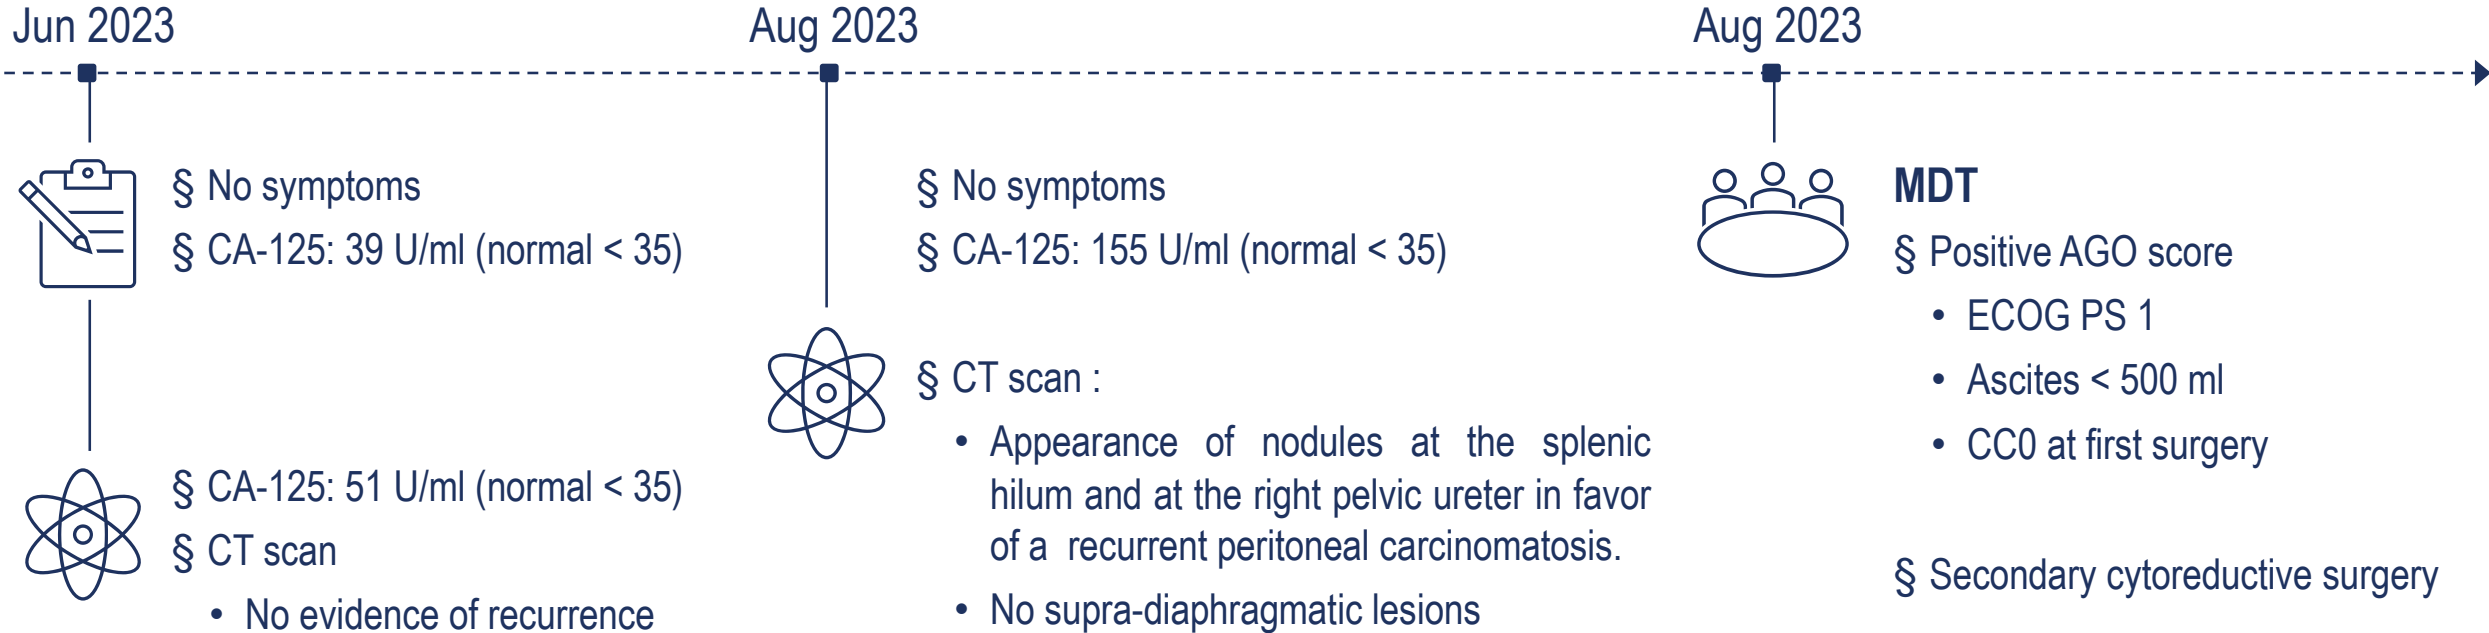 Jun 2023
§ No symptoms
§ CA-125: 39 U/ml (normal < 35)
§ CA-125: 51 U/ml (normal < 35)
§ CT scan
• No evidence of recurrence
Aug 2023
§ No symptoms
§ CA-125: 155 U/ml (normal < 35)
§ CT scan :
• Appearance of nodules at the splenic
hilum and at the right pelvic ureter in favor
of a recurrent peritoneal carcinomatosis.
• No supra-diaphragmatic lesions
Aug 2023
MDT
§ Positive AGO score
• ECOG PS 1
• Ascites < 500 ml
• CC0 at first surgery
§ Secondary cytoreductive surgery